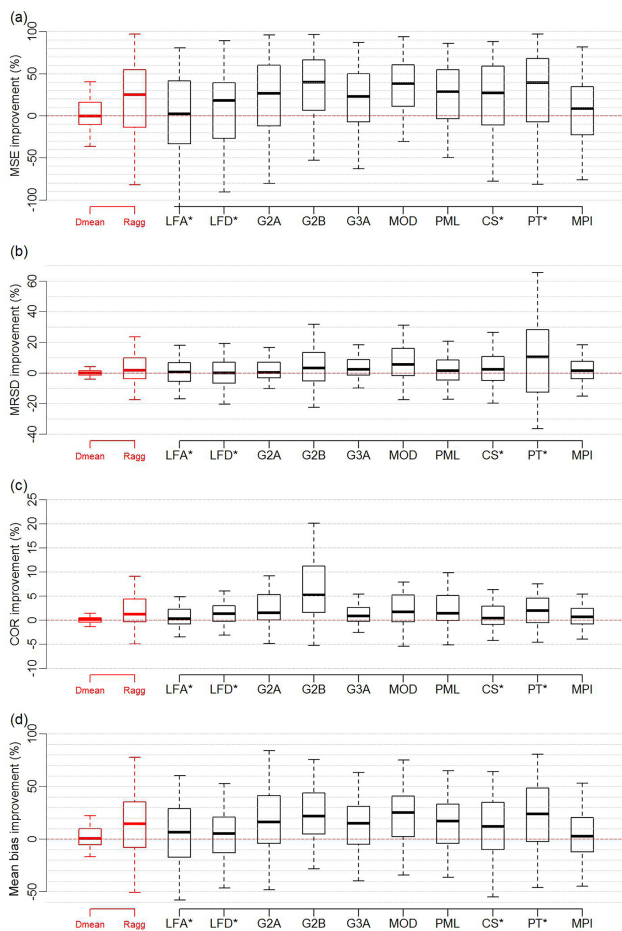 (a)
MSE improvement (%)
100
50
0
-50
-100
Dmean Ragg LFA* LFD* G2A G2B G3A MOD PML CS* PT* MPI
(b)
MRSD improvement (%)
60
40
20
0
-20
-40
Dmean Ragg LFA* LFD* G2A G2B G3A MOD PML CS* PT* MPI
(c)
COR improvement (%)
25
20
15
10
5
0
-5
-10
Dmean Ragg LFA* LFD* G2A G2B G3A MOD PML CS* PT* MPI
(d)
Mean bias improvement (%)
100
50
0
-50
Dmean Ragg LFA* LFD* G2A G2B G3A MOD PML CS* PT* MPI